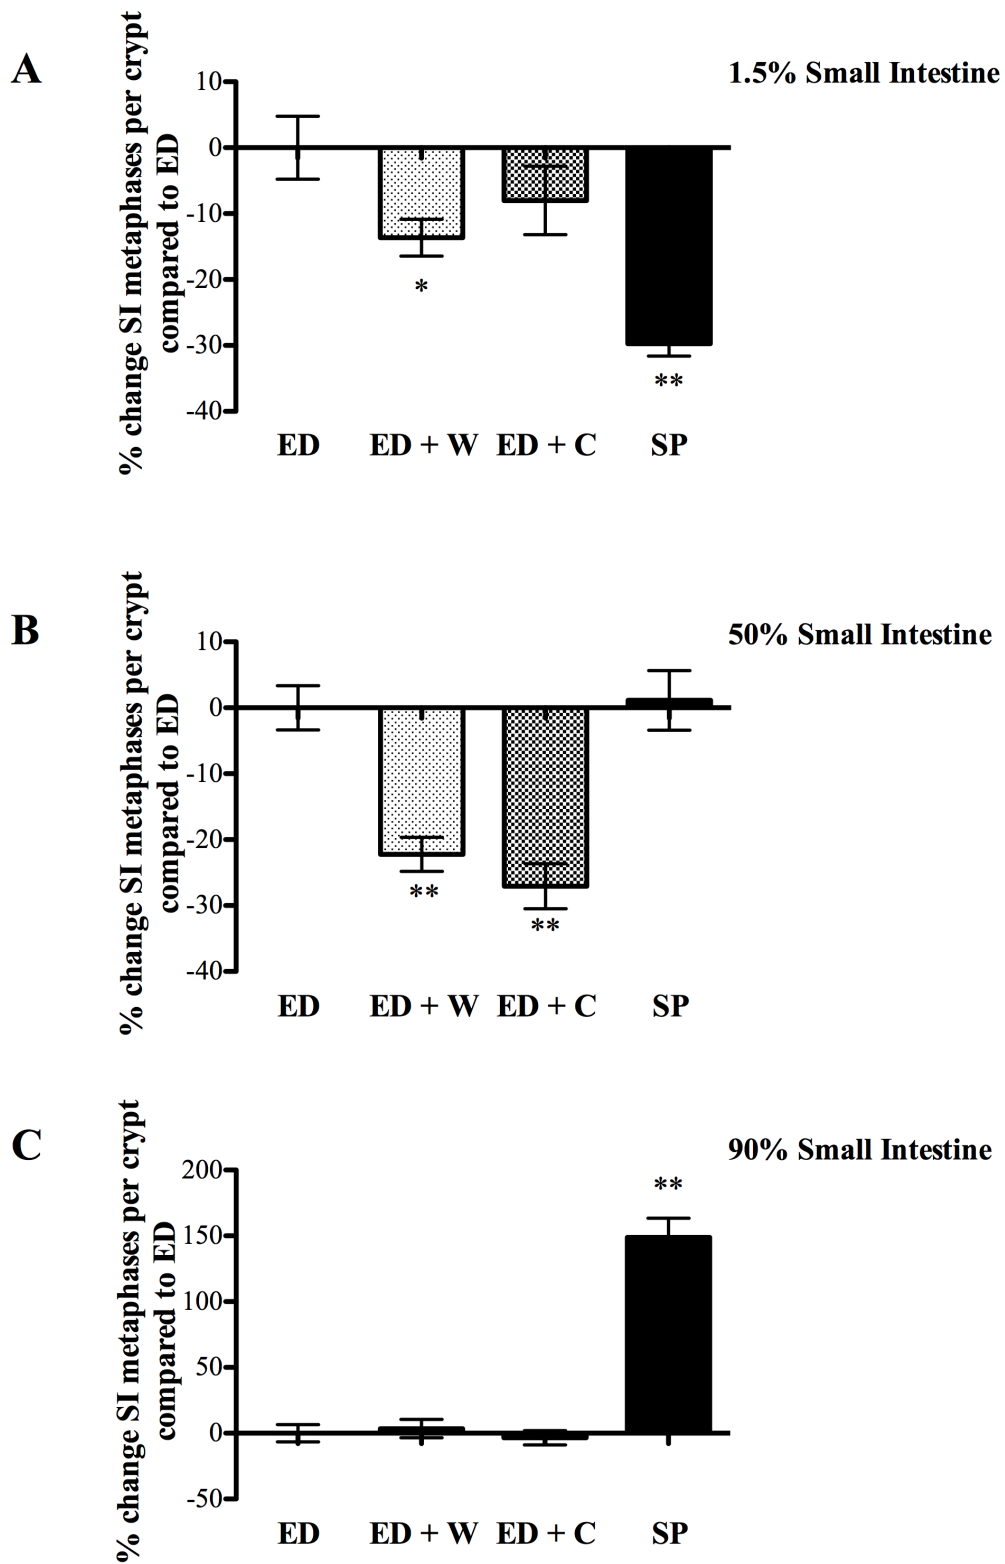 A
1.5% Small Intestine
% change SI metaphases per crypt
compared to ED
10
0
-10
-20
-30
-40
*
**
ED ED + W ED + C SP
B
50% Small Intestine
% change SI metaphases per crypt
compared to ED
10
0
-10
-20
-30
-40
**
**
ED ED + W ED + C SP
C
90% Small Intestine
% change SI metaphases per crypt
compared to ED
200
150
100
50
0
-50
**
ED ED + W ED + C SP